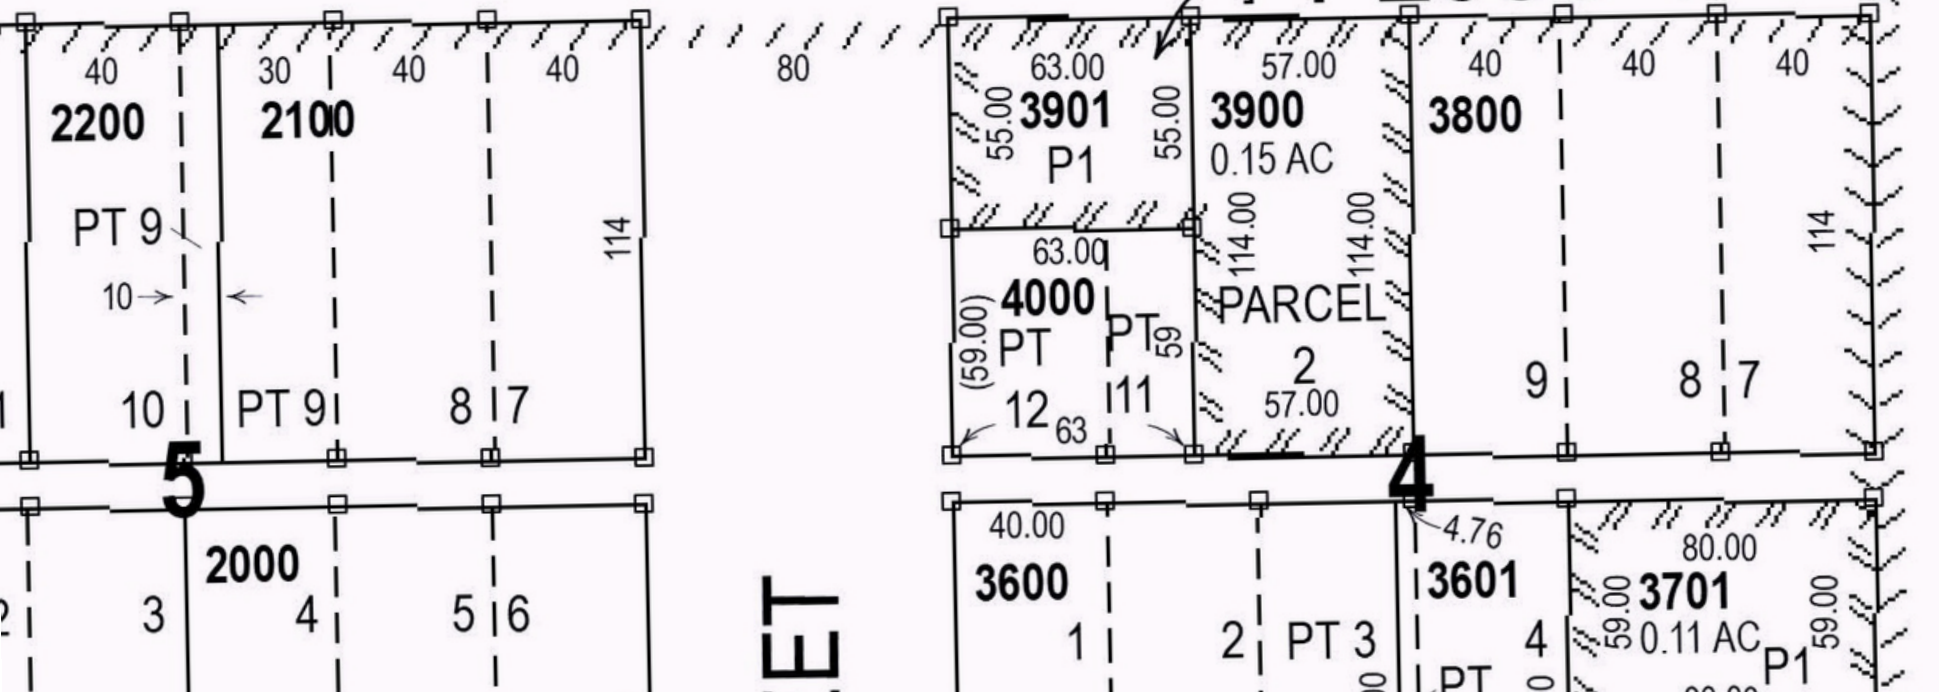 40 30 40 40 80 63.00 57.00 40 40 40
2200 2100 3901 3900 3800
55.00 55.00
P1 0.15 AC
PT 9 114 114.00 114.00 114
63.00
10 4000 PARCEL
(59.00) PT PT 59 2
10 PT 9 8 7 12 11 57.00 9 8 7
63
5 4
40.00 4.76 80.00
2000 3600 3601 3701
59.00 0.11 AC 59.00
3 4 5 6 1 2 PT 3 4 P1
PT